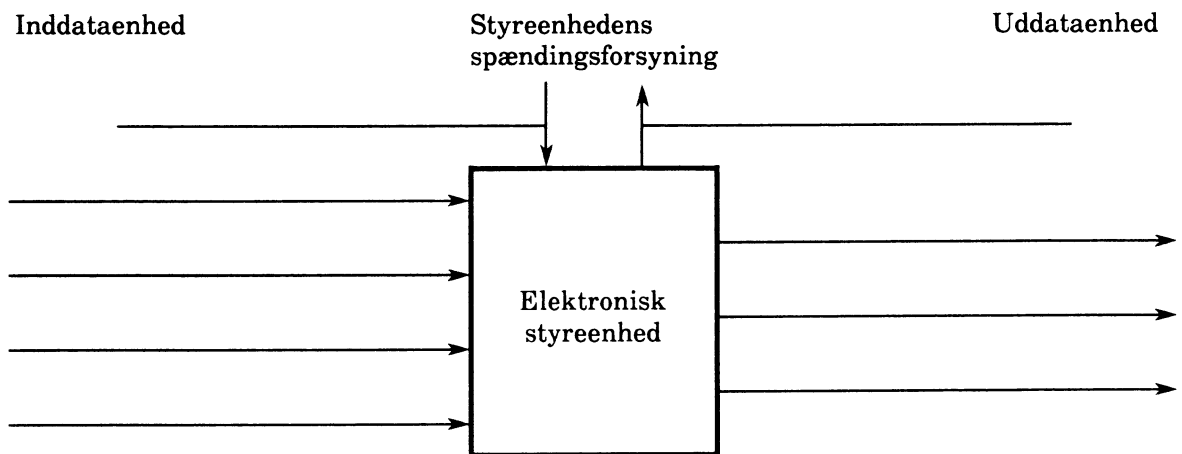 Inddataenhed
Styreenhedens
spændingsforsyning
Uddataenhed
Elektronisk
styreenhed